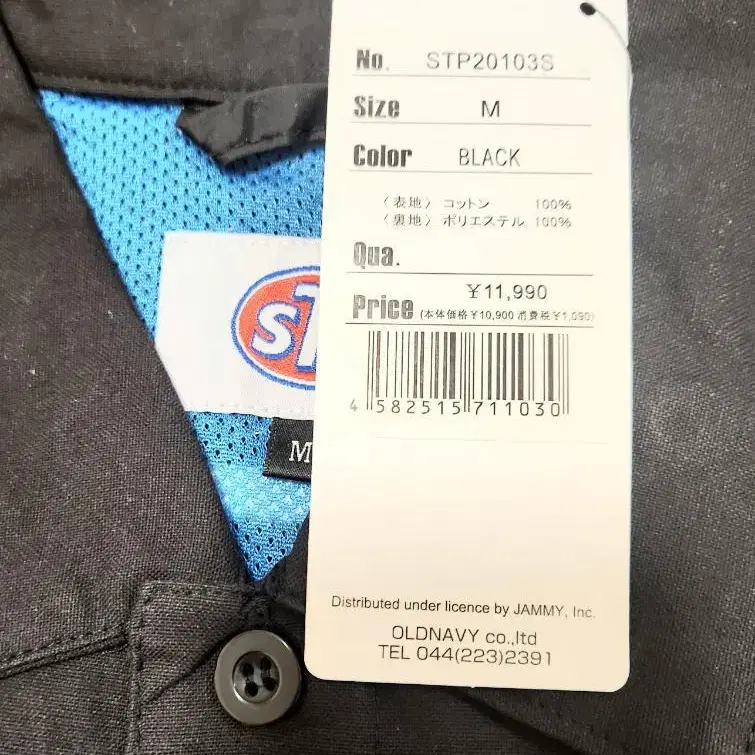 No. STP20103S
Size M
Color BLACK
〈表地〉 コットン 100%
〈裏地〉 ポリエステル 100%
Qua.
¥11,990
Price (本体価格¥10,900 消費税¥1,090)
4 582515 711030
Distributed under licence by JAMMY, Inc.
OLDNAVY co.,ltd
TEL 044(223)2391
ST
M